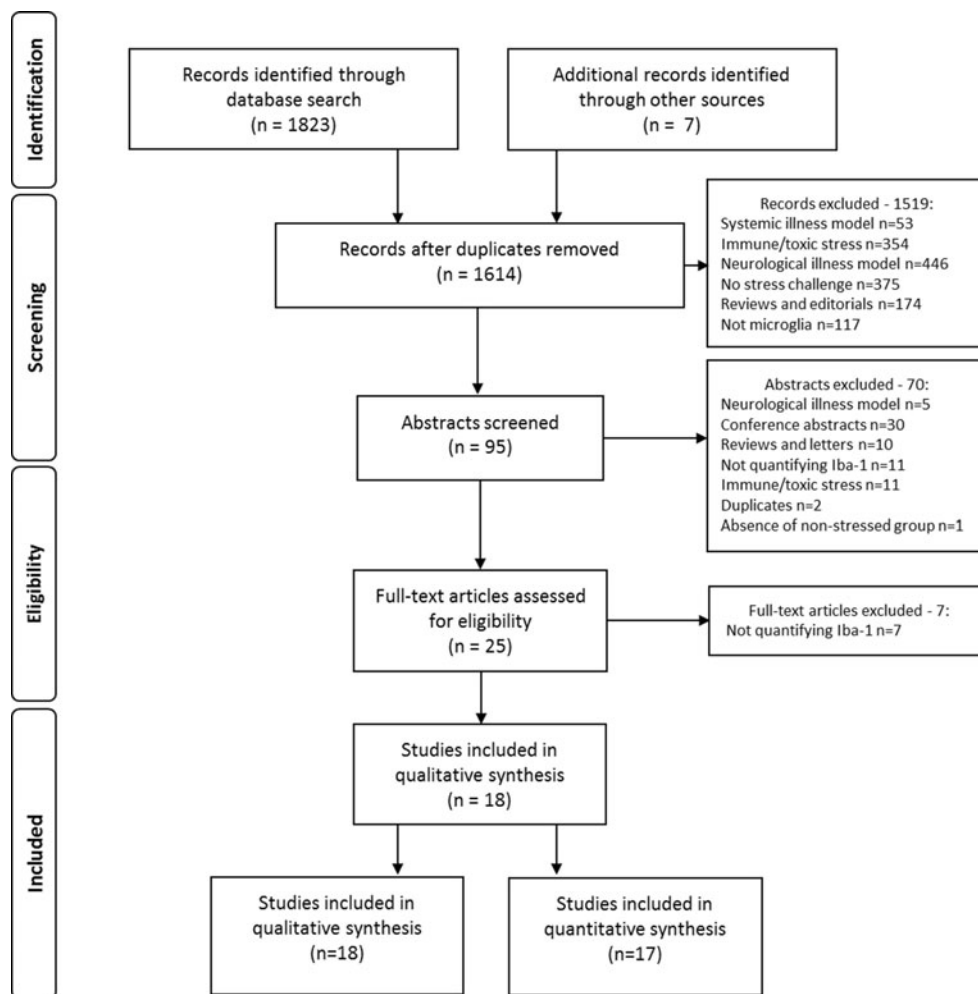 Identification
Records identified through
database search
(n = 1823)
Additional records identified
through other sources
(n = 7)
Screening
Records after duplicates removed
(n = 1614)
Records excluded - 1519:
Systemic illness model n=53
Immune/toxic stress n=354
Neurological illness model n=446
No stress challenge n=375
Reviews and editorials n=174
Not microglia n=117
Abstracts screened
(n = 95)
Abstracts excluded - 70:
Neurological illness model n=5
Conference abstracts n=30
Reviews and letters n=10
Not quantifying Iba-1 n=11
Immune/toxic stress n=11
Duplicates n=2
Absence of non-stressed group n=1
Eligibility
Full-text articles assessed
for eligibility
(n = 25)
Full-text articles excluded - 7:
Not quantifying Iba-1 n=7
Included
Studies included in
qualitative synthesis
(n = 18)
Studies included in
qualitative synthesis
(n=18)
Studies included in
quantitative synthesis
(n=17)